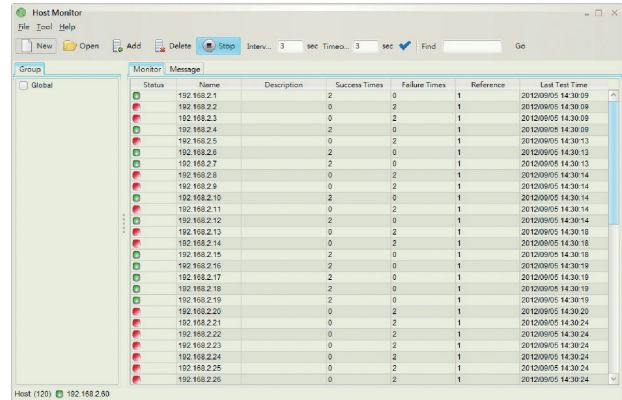 Host Monitor
File Tool Help
New Open Add Delete Stop Interv... 3 sec Timeo... 3 sec Find Go
Group
Monitor Message
Global
Status Name Description Success Times Failure Times Reference Last Test Time
192.168.2.1 2 0 1 2012/09/05 14:30:09
192.168.2.2 0 2 1 2012/09/05 14:30:09
192.168.2.3 0 2 1 2012/09/05 14:30:09
192.168.2.4 2 0 1 2012/09/05 14:30:09
192.168.2.5 0 2 1 2012/09/05 14:30:13
192.168.2.6 2 0 1 2012/09/05 14:30:13
192.168.2.7 2 0 1 2012/09/05 14:30:13
192.168.2.8 0 2 1 2012/09/05 14:30:14
192.168.2.9 0 2 1 2012/09/05 14:30:14
192.168.2.10 2 0 1 2012/09/05 14:30:14
192.168.2.11 0 2 1 2012/09/05 14:30:14
192.168.2.12 2 0 1 2012/09/05 14:30:14
192.168.2.13 0 2 1 2012/09/05 14:30:18
192.168.2.14 0 2 1 2012/09/05 14:30:18
192.168.2.15 2 0 1 2012/09/05 14:30:18
192.168.2.16 2 0 1 2012/09/05 14:30:19
192.168.2.17 2 0 1 2012/09/05 14:30:19
192.168.2.18 2 0 1 2012/09/05 14:30:19
192.168.2.19 2 0 1 2012/09/05 14:30:19
192.168.2.20 0 2 1 2012/09/05 14:30:20
192.168.2.21 0 2 1 2012/09/05 14:30:24
192.168.2.22 0 2 1 2012/09/05 14:30:24
192.168.2.23 0 2 1 2012/09/05 14:30:24
192.168.2.24 0 2 1 2012/09/05 14:30:24
192.168.2.25 0 2 1 2012/09/05 14:30:24
192.168.2.26 0 2 1 2012/09/05 14:30:24
Host (120) 192.168.2.60